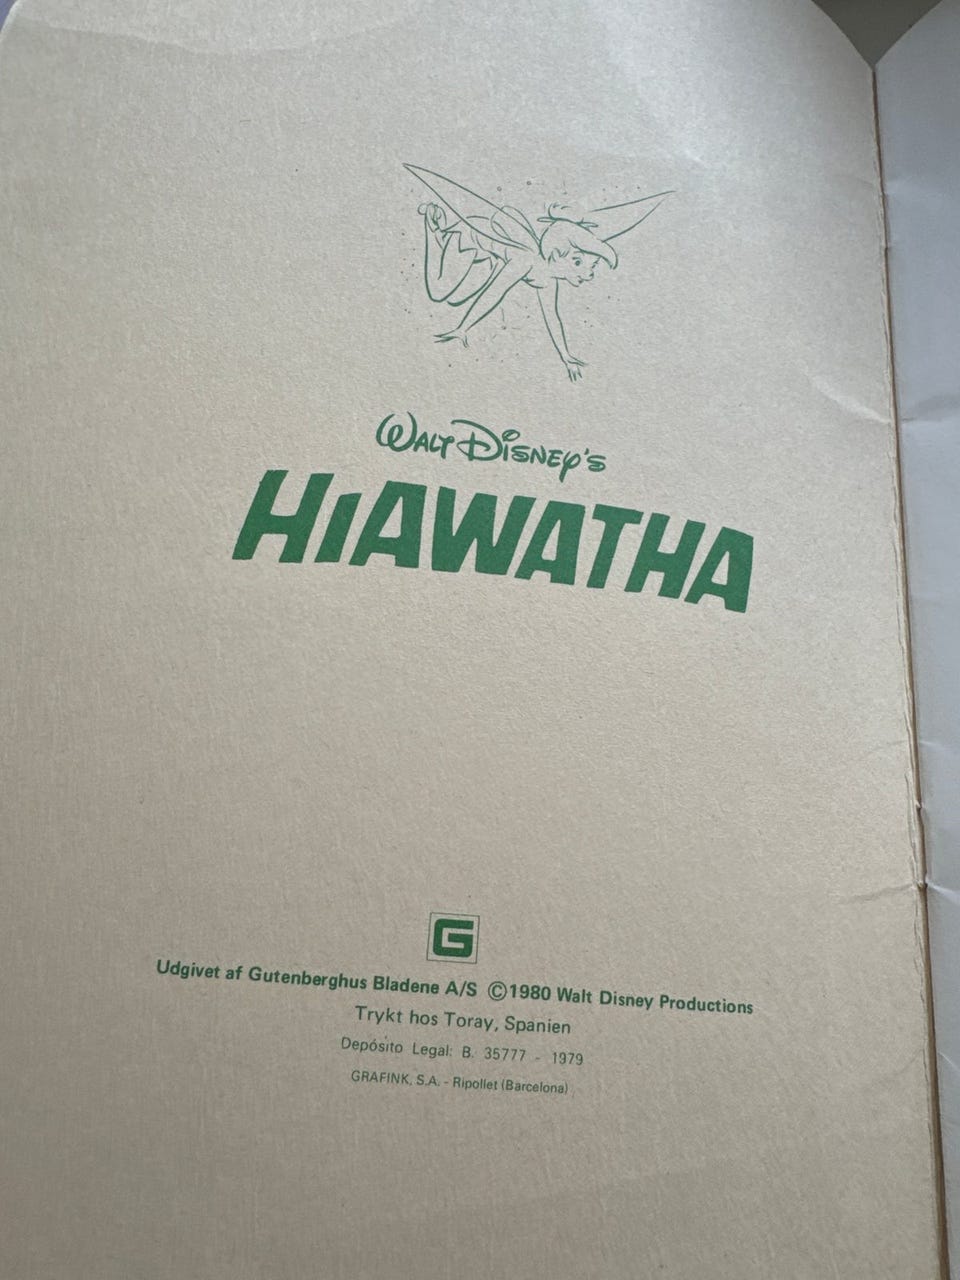 WALT DISNEY'S
HIAWATHA
G
Udgivet af Gutenberghus Bladene A/S ©1980 Walt Disney Productions
Trykt hos Toray, Spanien
Depósito Legal: B. 35777 - 1979
GRAFINK, S.A. - Ripollet (Barcelona)